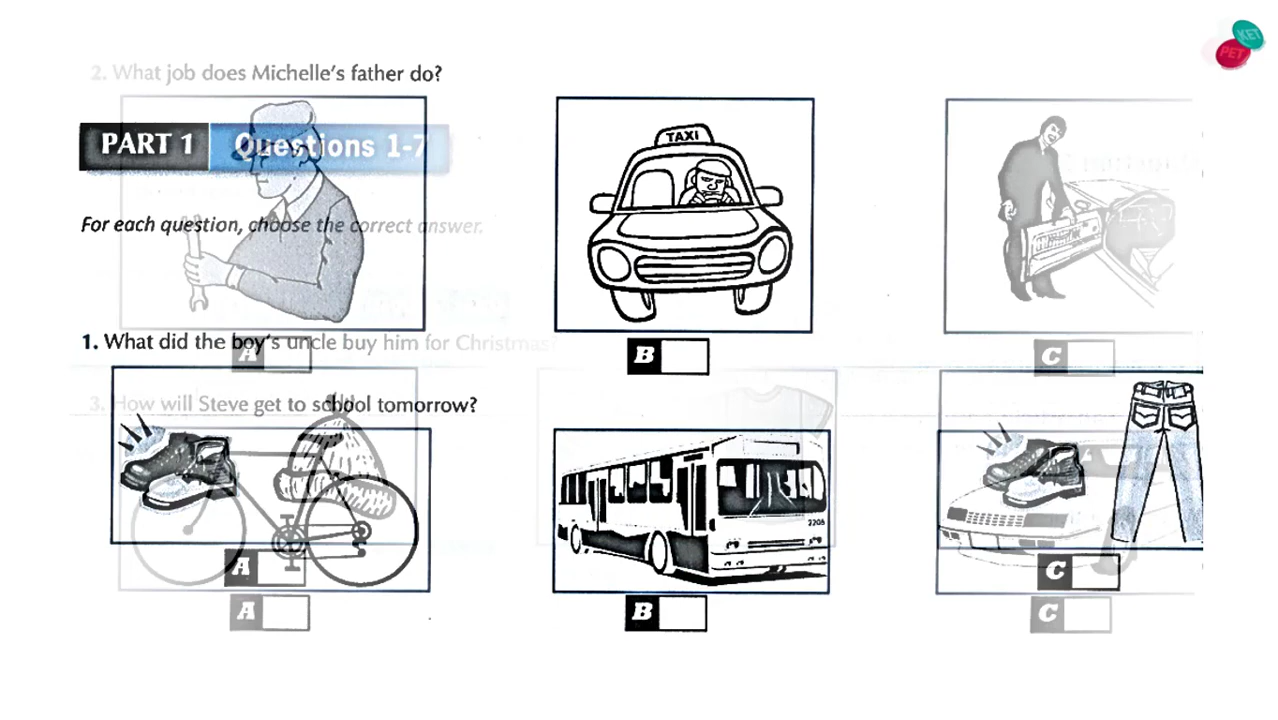 KET
PET
2. What job does Michelle's father do?
PART 1 Questions 1-7
TAXI
For each question, choose the correct answer.
1. What did the boy's uncle buy him for Christmas?
A B C
3. How will Steve get to school tomorrow?
2206
A C
A B C